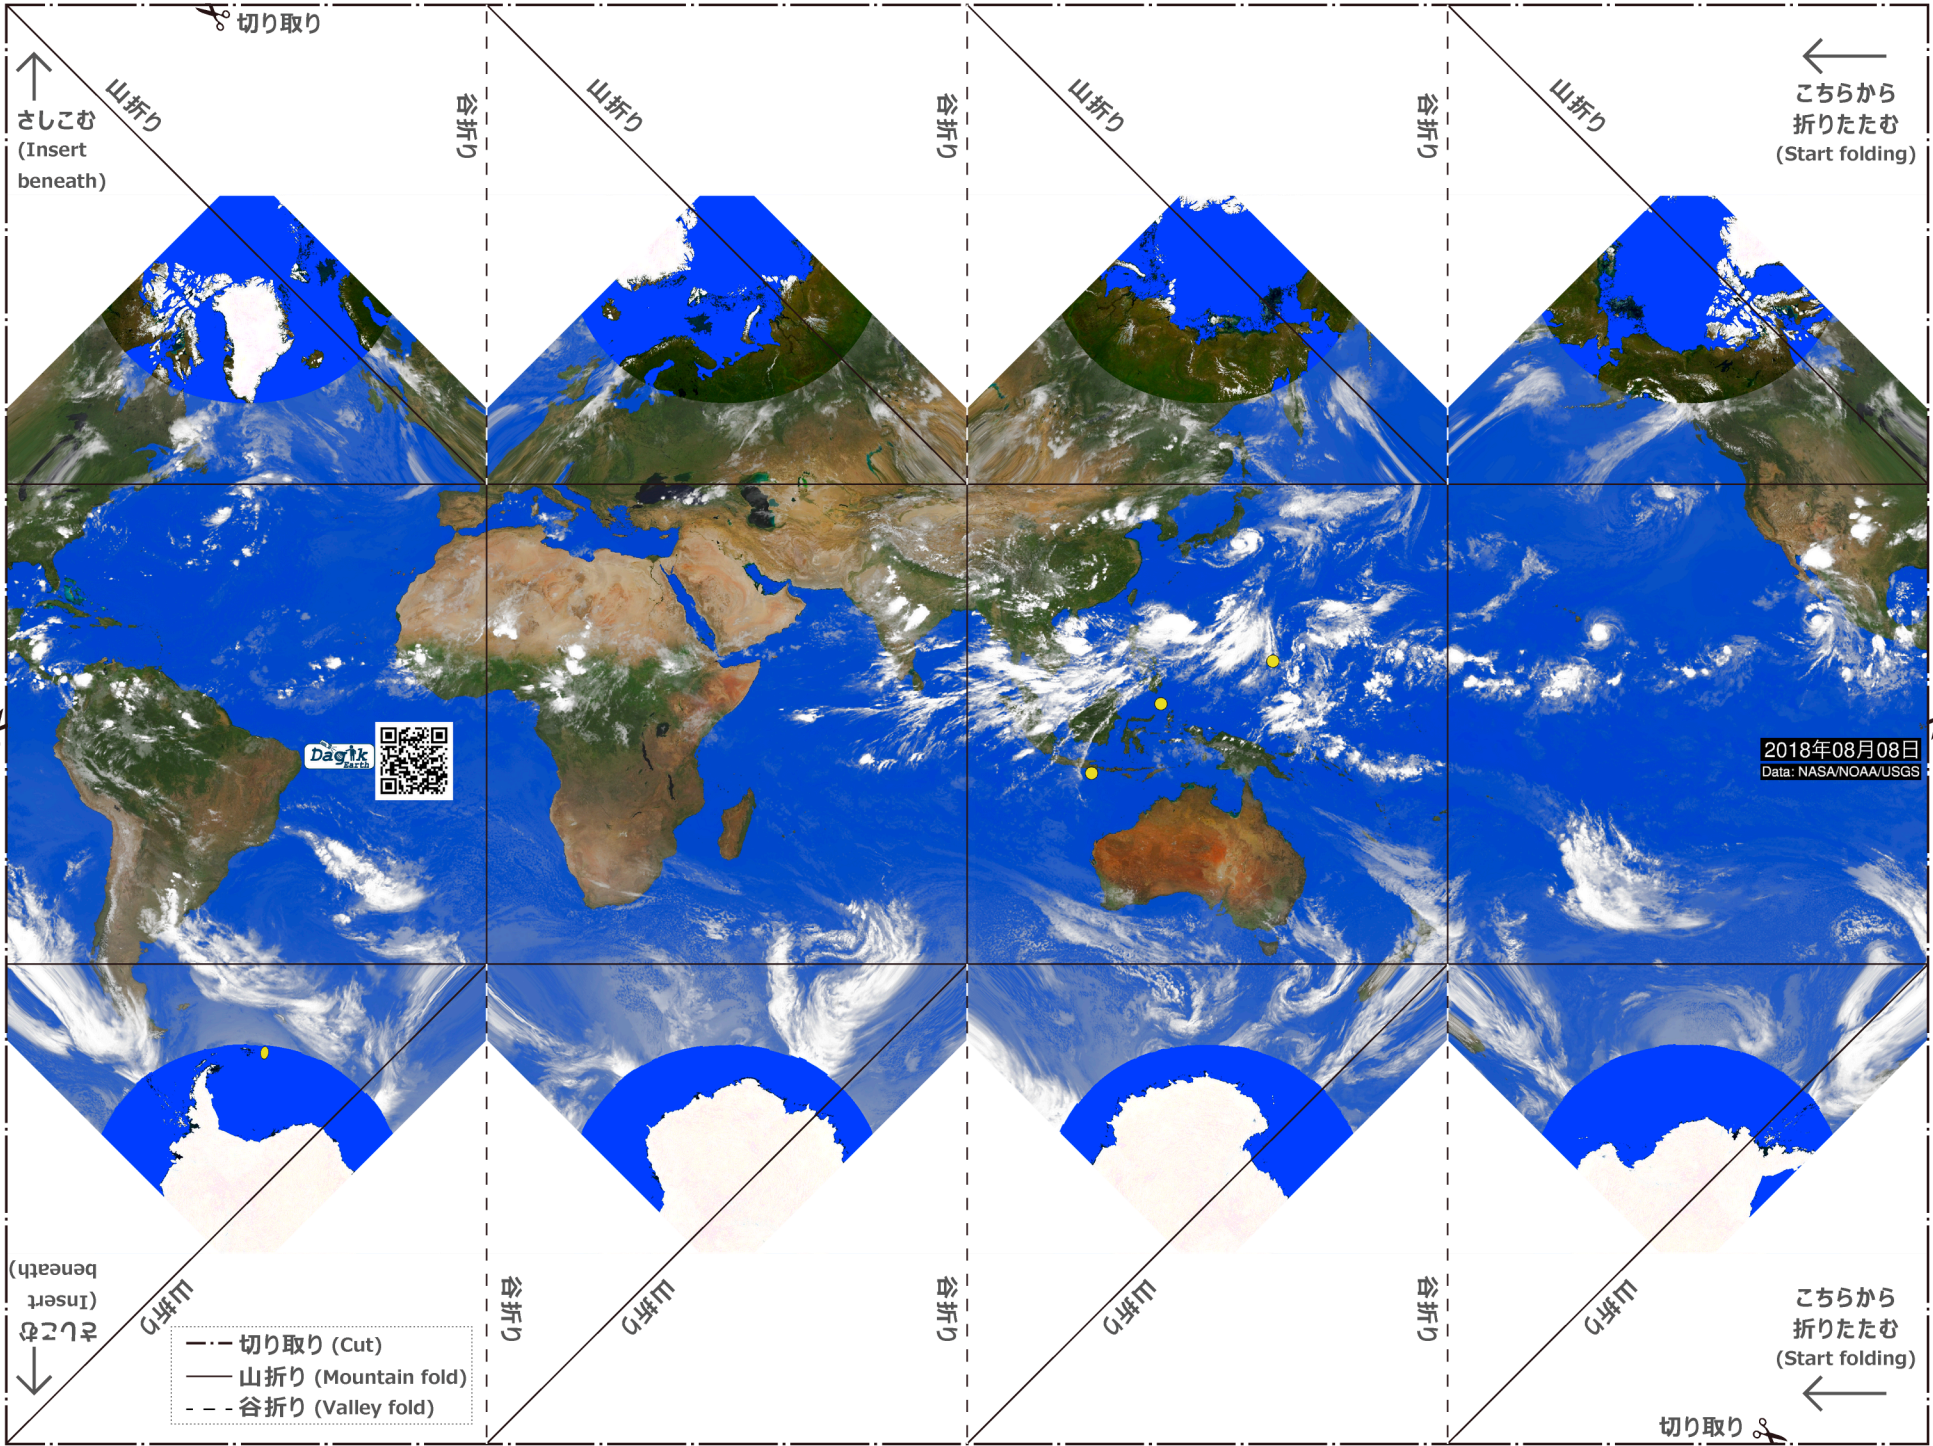 切り取り
山折り
谷折り
山折り
谷折り
山折り
谷折り
山折り
さしこむ
(Insert
beneath)
こちらから
折りたたむ
(Start folding)
Dagik
Earth
2018年08月08日
Data: NASA/NOAA/USGS
さしこむ
(Insert
beneath)
山折り
谷折り
山折り
谷折り
山折り
谷折り
山折り
こちらから
折りたたむ
(Start folding)
切り取り (Cut)
山折り (Mountain fold)
谷折り (Valley fold)
切り取り